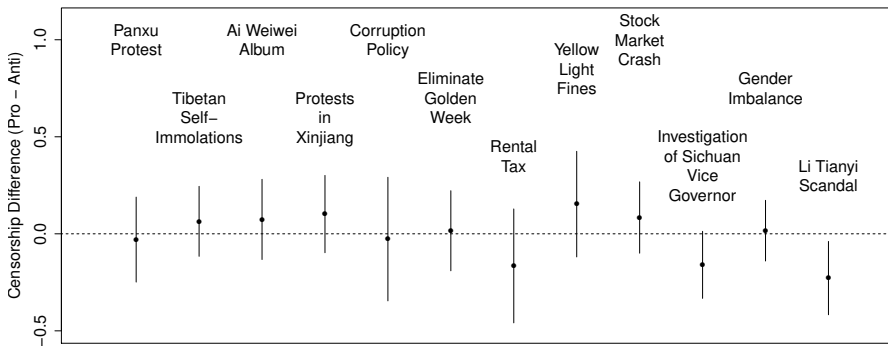 Censorship Difference (Pro − Anti)
1.0
0.5
0.0
−0.5
Panxu
Protest
Tibetan
Self−
Immolations
Ai Weiwei
Album
Protests
in
Xinjiang
Corruption
Policy
Eliminate
Golden
Week
Rental
Tax
Yellow
Light
Fines
Stock
Market
Crash
Investigation
of Sichuan
Vice
Governor
Gender
Imbalance
Li Tianyi
Scandal